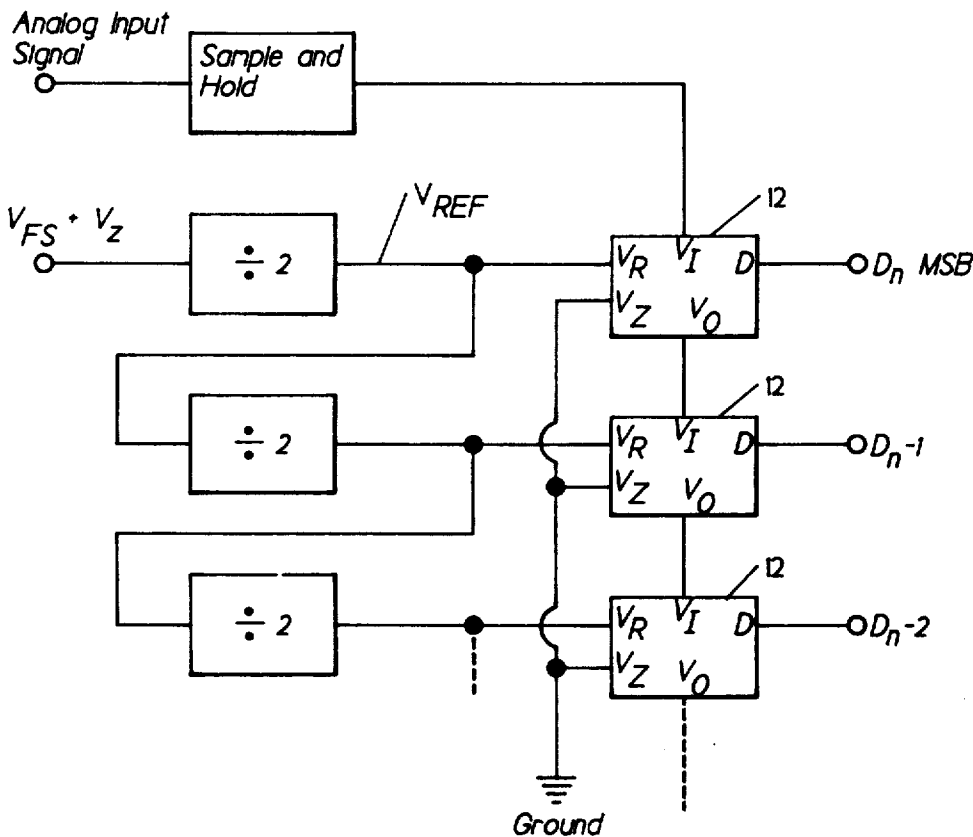 Analog Input
Signal
Sample and
Hold
V_FS + V_Z
÷ 2
V_REF
12
V_R V_I D
V_Z V_O
D_n MSB
÷ 2
12
V_R V_I D
V_Z V_O
D_n-1
÷ 2
12
V_R V_I D
V_Z V_O
D_n-2
Ground